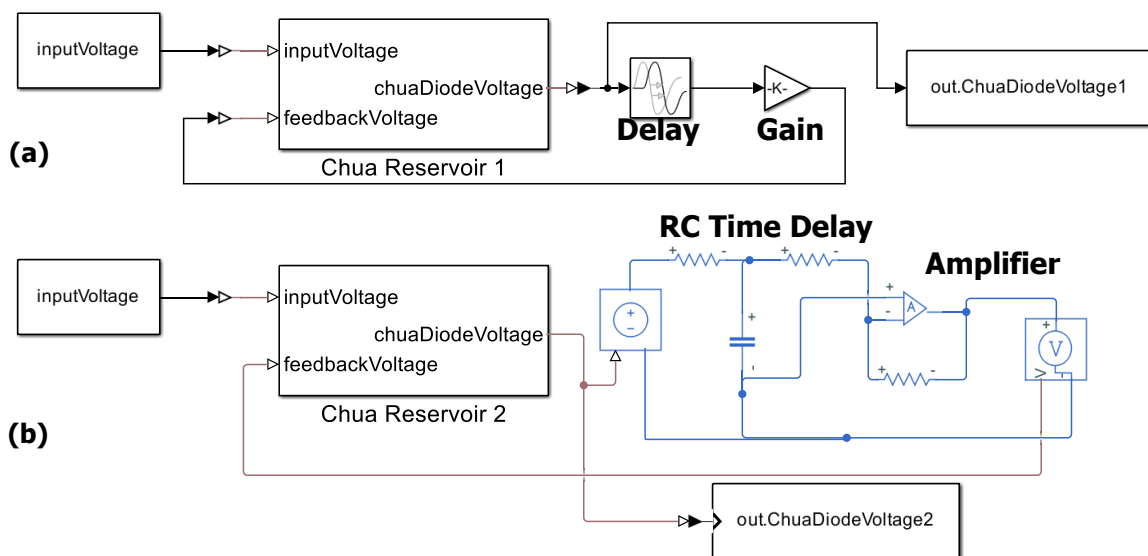 inputVoltage
inputVoltage
chuaDiodeVoltage
feedbackVoltage
Chua Reservoir 1
Delay
-K-
Gain
out.ChuaDiodeVoltage1
(a)
inputVoltage
inputVoltage
chuaDiodeVoltage
feedbackVoltage
Chua Reservoir 2
RC Time Delay
+ -
+ -
Amplifier
+
-
+
-
+
-
A
+ -
+
V
V
-
(b)
out.ChuaDiodeVoltage2